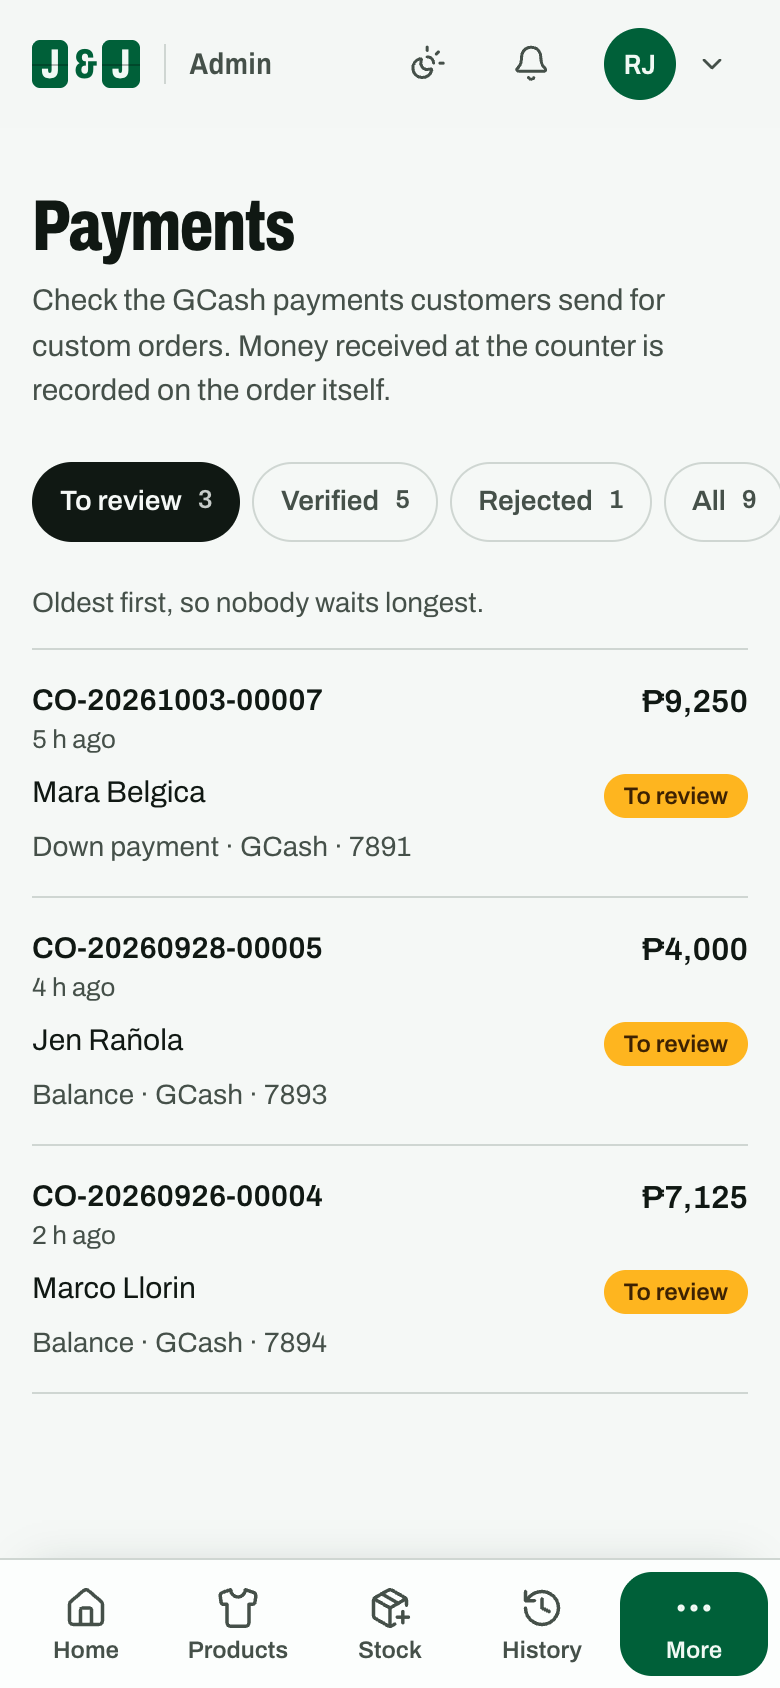 J & J Admin RJ
Payments
Check the GCash payments customers send for
custom orders. Money received at the counter is
recorded on the order itself.
To review 3 Verified 5 Rejected 1 All 9
Oldest first, so nobody waits longest.
CO-20261003-00007 ₱9,250
5 h ago
Mara Belgica To review
Down payment · GCash · 7891
CO-20260928-00005 ₱4,000
4 h ago
Jen Rañola To review
Balance · GCash · 7893
CO-20260926-00004 ₱7,125
2 h ago
Marco Llorin To review
Balance · GCash · 7894
Home Products Stock History More